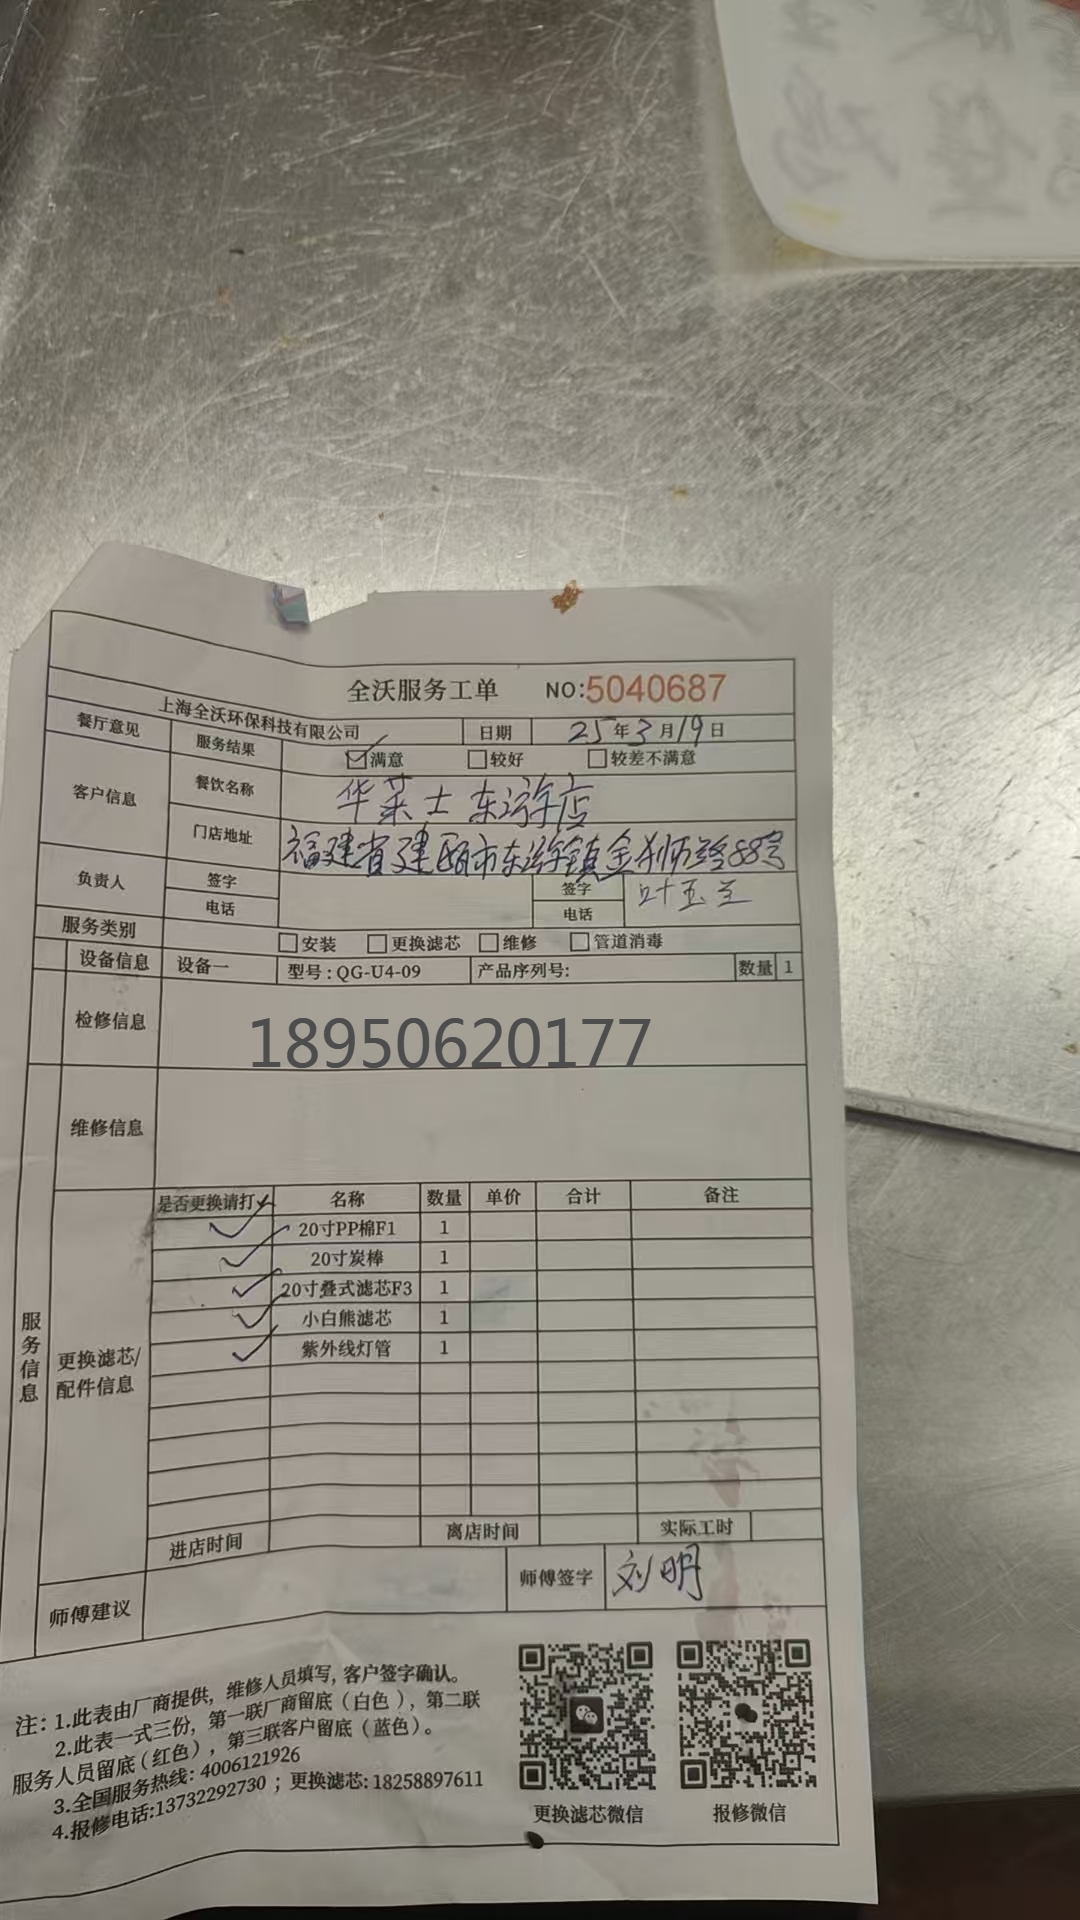 全沃服务工单 NO:5040687
上海全沃环保科技有限公司 日期 25年3月19日
餐厅意见 服务结果 满意 较好 较差不满意
客户信息 餐饮名称 华莱士东游店
门店地址 福建省建瓯市东游镇金狮路88号
负责人 签字 签字 叶玉兰
电话 电话
服务类别 安装 更换滤芯 维修 管道消毒
设备信息 设备一 型号:QG-U4-09 产品序列号: 数量 1
检修信息
18950620177
维修信息
服务信息
更换滤芯/
配件信息
是否更换请打✓ 名称 数量 单价 合计 备注
✓ 20寸PP棉F1 1
✓ 20寸炭棒 1
✓ 20寸叠式滤芯F3 1
✓ 小白熊滤芯 1
✓ 紫外线灯管 1
进店时间 离店时间 实际工时
师傅建议 师傅签字 刘明
注: 1.此表由厂商提供, 维修人员填写, 客户签字确认。
2.此表一式三份, 第一联厂商留底(白色), 第二联
服务人员留底(红色), 第三联客户留底(蓝色)。
3.全国服务热线: 4006121926
4.报修电话:13732292730 ; 更换滤芯: 18258897611
更换滤芯微信 报修微信